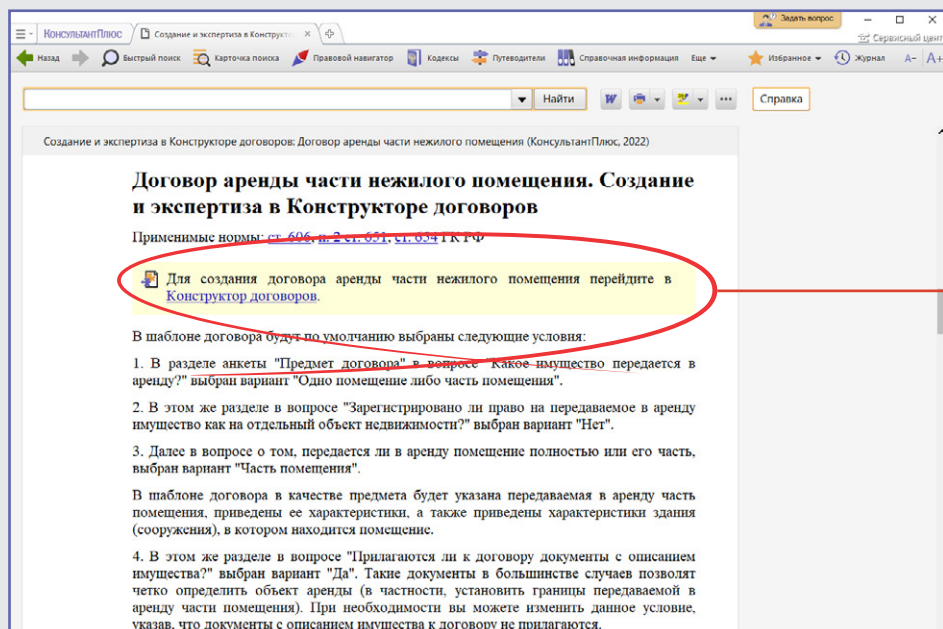 Задать вопрос
КонсультантПлюс
Создание и экспертиза в Конструкто
Сервисный цент
Назад Быстрый поиск Карточка поиска Правовой навигатор Кодексы Путеводители Справочная информация Еще Избранное Журнал A− A+
Найти W ... Справка
Создание и экспертиза в Конструкторе договоров: Договор аренды части нежилого помещения (КонсультантПлюс, 2022)
Договор аренды части нежилого помещения. Создание
и экспертиза в Конструкторе договоров
Применимые нормы: ст. 606, п. 2 ст. 651, ст. 654 ГК РФ
Для создания договора аренды части нежилого помещения перейдите в
Конструктор договоров.
В шаблоне договора будут по умолчанию выбраны следующие условия:
1. В разделе анкеты "Предмет договора" в вопросе "Какое имущество передается в
аренду?" выбран вариант "Одно помещение либо часть помещения".
2. В этом же разделе в вопросе "Зарегистрировано ли право на передаваемое в аренду
имущество как на отдельный объект недвижимости?" выбран вариант "Нет".
3. Далее в вопросе о том, передается ли в аренду помещение полностью или его часть,
выбран вариант "Часть помещения".
В шаблоне договора в качестве предмета будет указана передаваемая в аренду часть
помещения, приведены ее характеристики, а также приведены характеристики здания
(сооружения), в котором находится помещение.
4. В этом же разделе в вопросе "Прилагаются ли к договору документы с описанием
имущества?" выбран вариант "Да". Такие документы в большинстве случаев позволят
четко определить объект аренды (в частности, установить границы передаваемой в
аренду части помещения). При необходимости вы можете изменить данное условие,
указав, что документы с описанием имущества к договору не прилагаются.